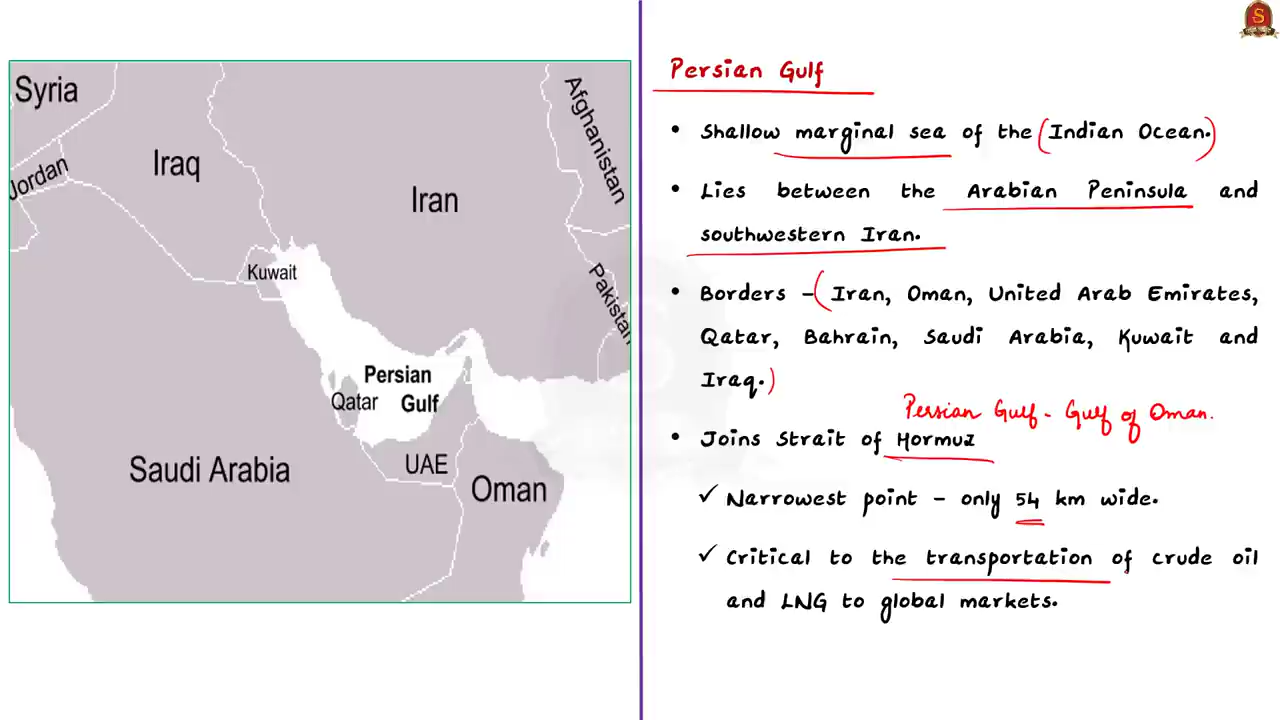 Syria
Iraq
Jordan
Iran
Afghanistan
Pakistan
Kuwait
Persian
Gulf
Qatar
Saudi Arabia
UAE
Oman
S
Persian Gulf
• Shallow marginal sea of the (Indian Ocean.)
• Lies between the Arabian Peninsula and
southwestern Iran.
• Borders – (Iran, Oman, United Arab Emirates,
Qatar, Bahrain, Saudi Arabia, Kuwait and
Iraq.)
Persian Gulf - Gulf of Oman.
• Joins Strait of Hormuz
✓ Narrowest point – only 54 km wide.
✓ Critical to the transportation of crude oil
and LNG to global markets.